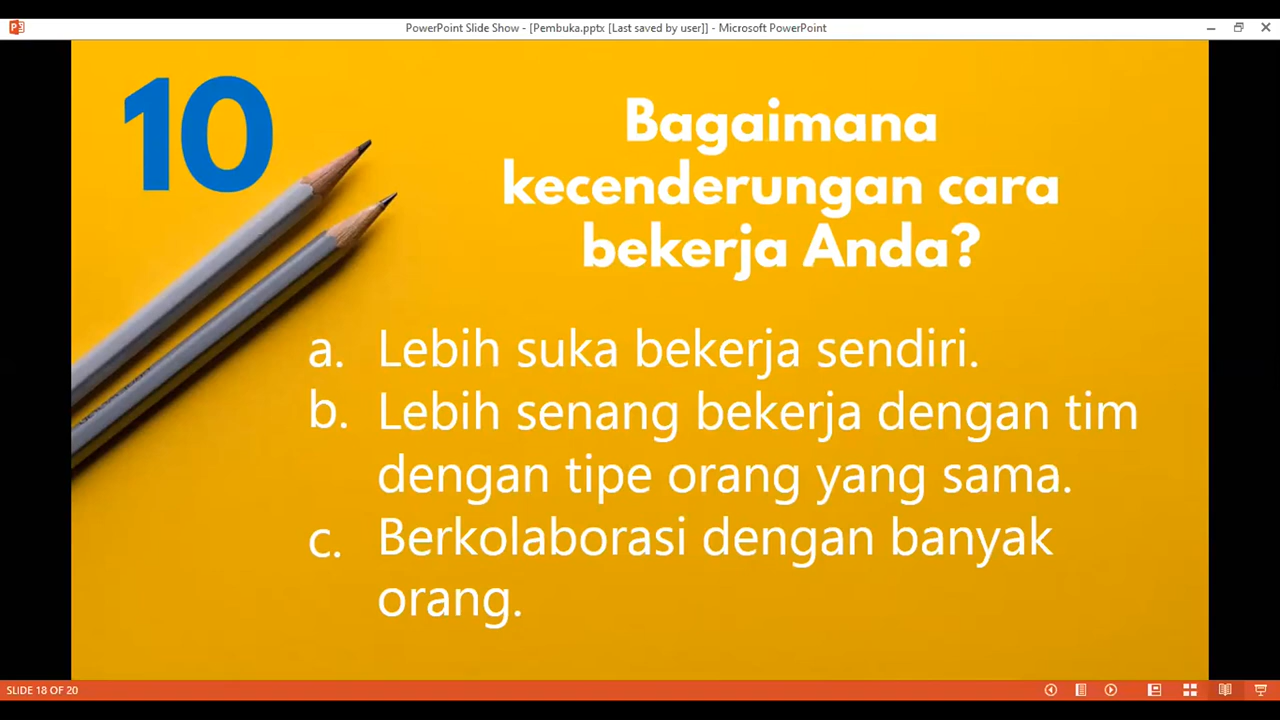 PowerPoint Slide Show - [Pembuka.pptx [Last saved by user]] - Microsoft PowerPoint
10
Bagaimana
kecenderungan cara
bekerja Anda?
a. Lebih suka bekerja sendiri.
b. Lebih senang bekerja dengan tim
dengan tipe orang yang sama.
c. Berkolaborasi dengan banyak
orang.
SLIDE 18 OF 20